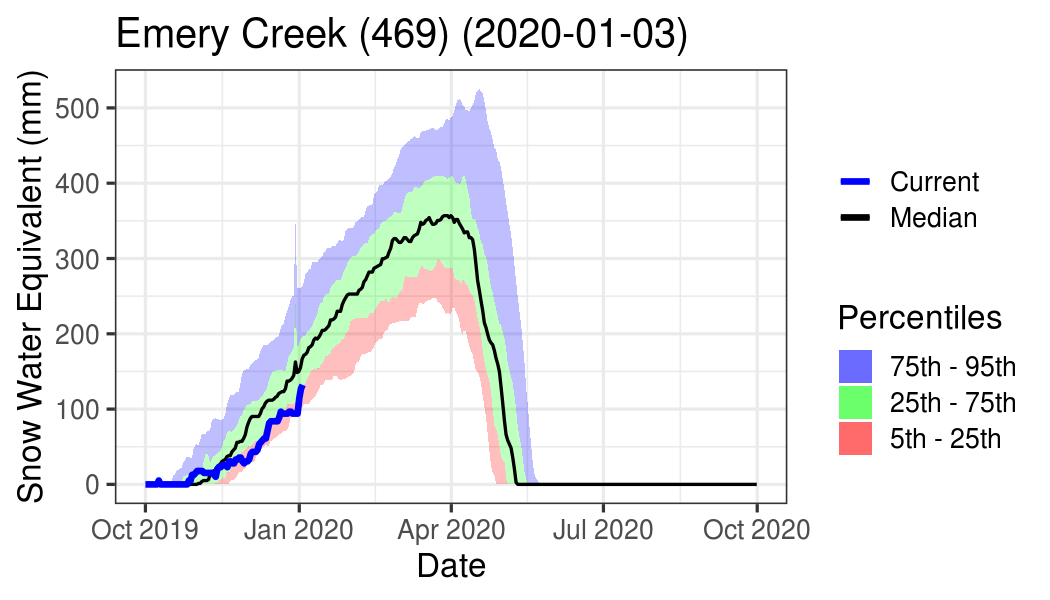 Emery Creek (469) (2020-01-03)
Snow Water Equivalent (mm)
500
400
300
200
100
0
Oct 2019
Jan 2020
Apr 2020
Jul 2020
Oct 2020
Date
Current
Median
Percentiles
75th - 95th
25th - 75th
5th - 25th